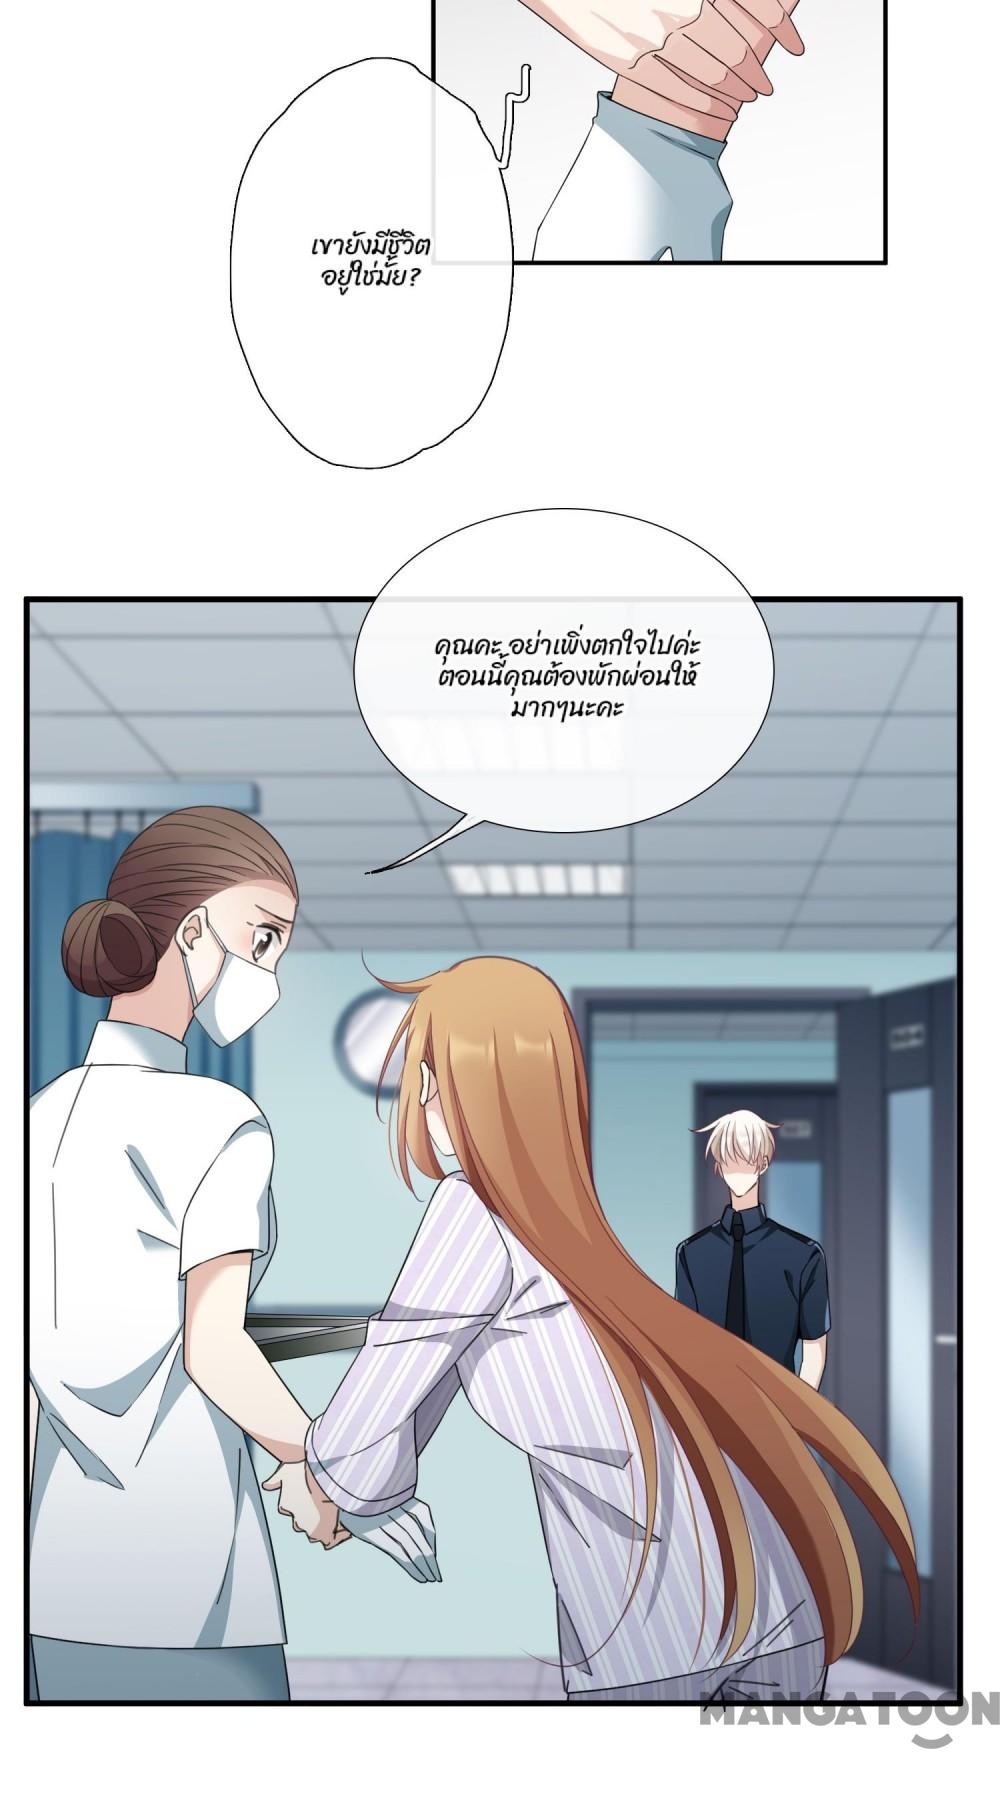 เขายังมีชีวิต
อยู่ใช่มั้ย?
คุณคะ อย่าเพิ่งตกใจไปค่ะ
ตอนนี้คุณต้องพักผ่อนให้
มากๆนะคะ
MANGATOON